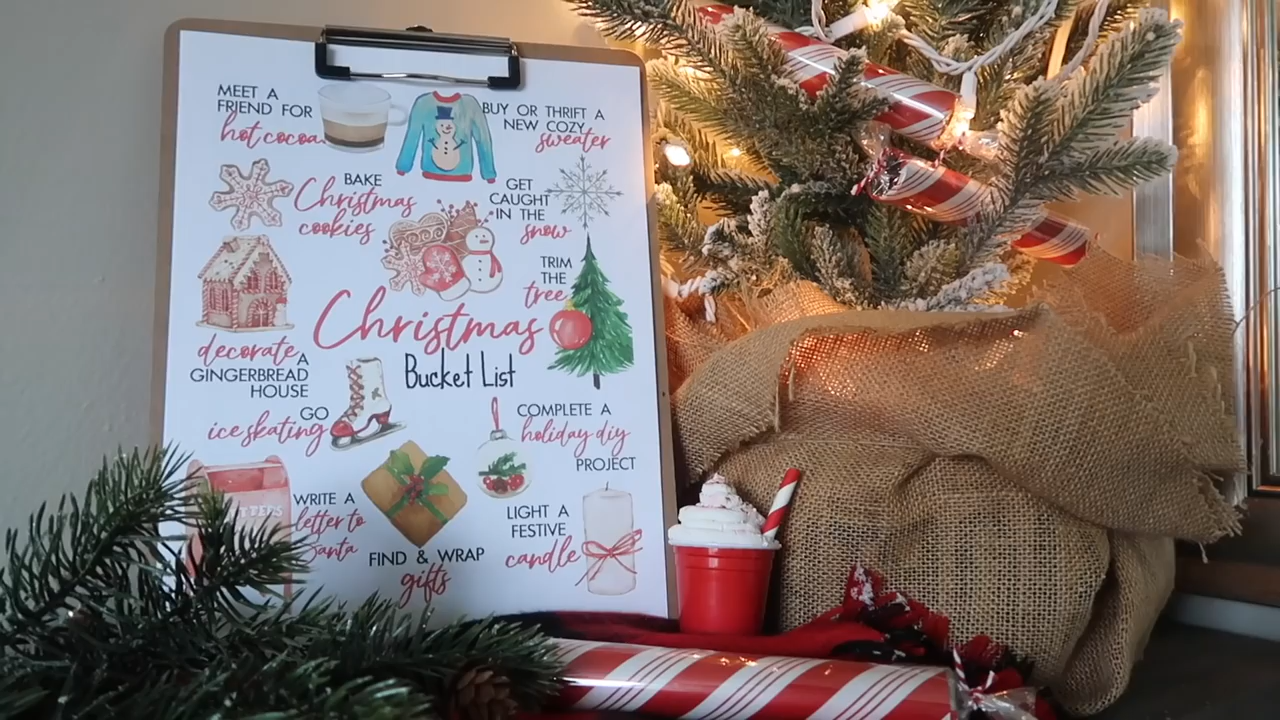 MEET A
FRIEND FOR
hot cocoa
BUY OR THRIFT A
NEW COZY
sweater
BAKE
Christmas
cookies
GET
CAUGHT
IN THE
snow
TRIM
THE
tree
Christmas
Bucket List
decorate A
GINGERBREAD
HOUSE
GO
ice skating
COMPLETE A
holiday diy
PROJECT
LETTERS
WRITE A
letter to
Santa
FIND & WRAP
gifts
LIGHT A
FESTIVE
candle